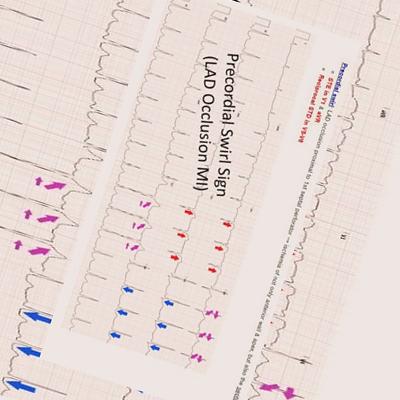 Precordial Swirl Sign
(LAD Occlusion MI)
Precordial swirl LAD occlusion proximal to 1st septal perforator → ischemia of not only anterior wall & apex, but also the
STE in V1 & aVR
Reciprocal STD in V5-V6